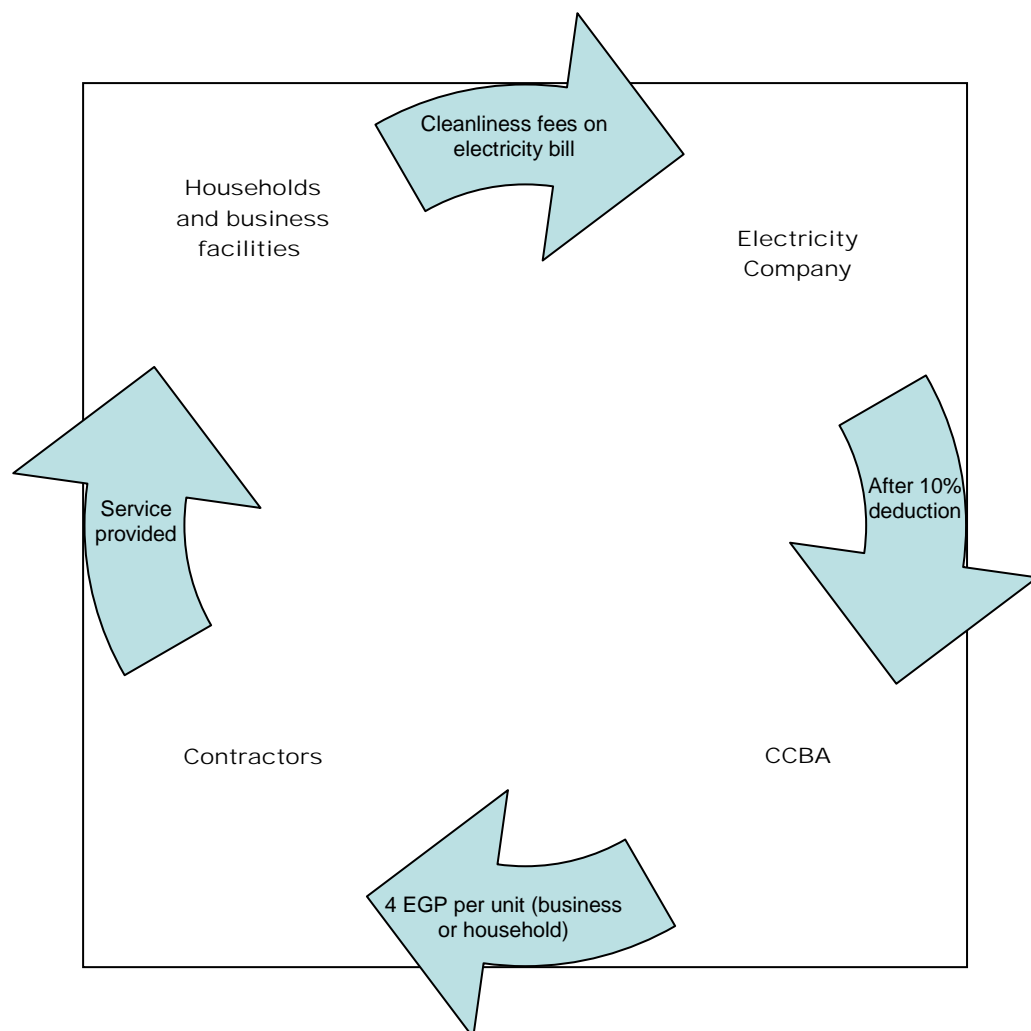 Cleanliness fees on
electricity bill
Households
and business
facilities
Electricity
Company
After 10%
deduction
Service
provided
Contractors
CCBA
4 EGP per unit (business
or household)